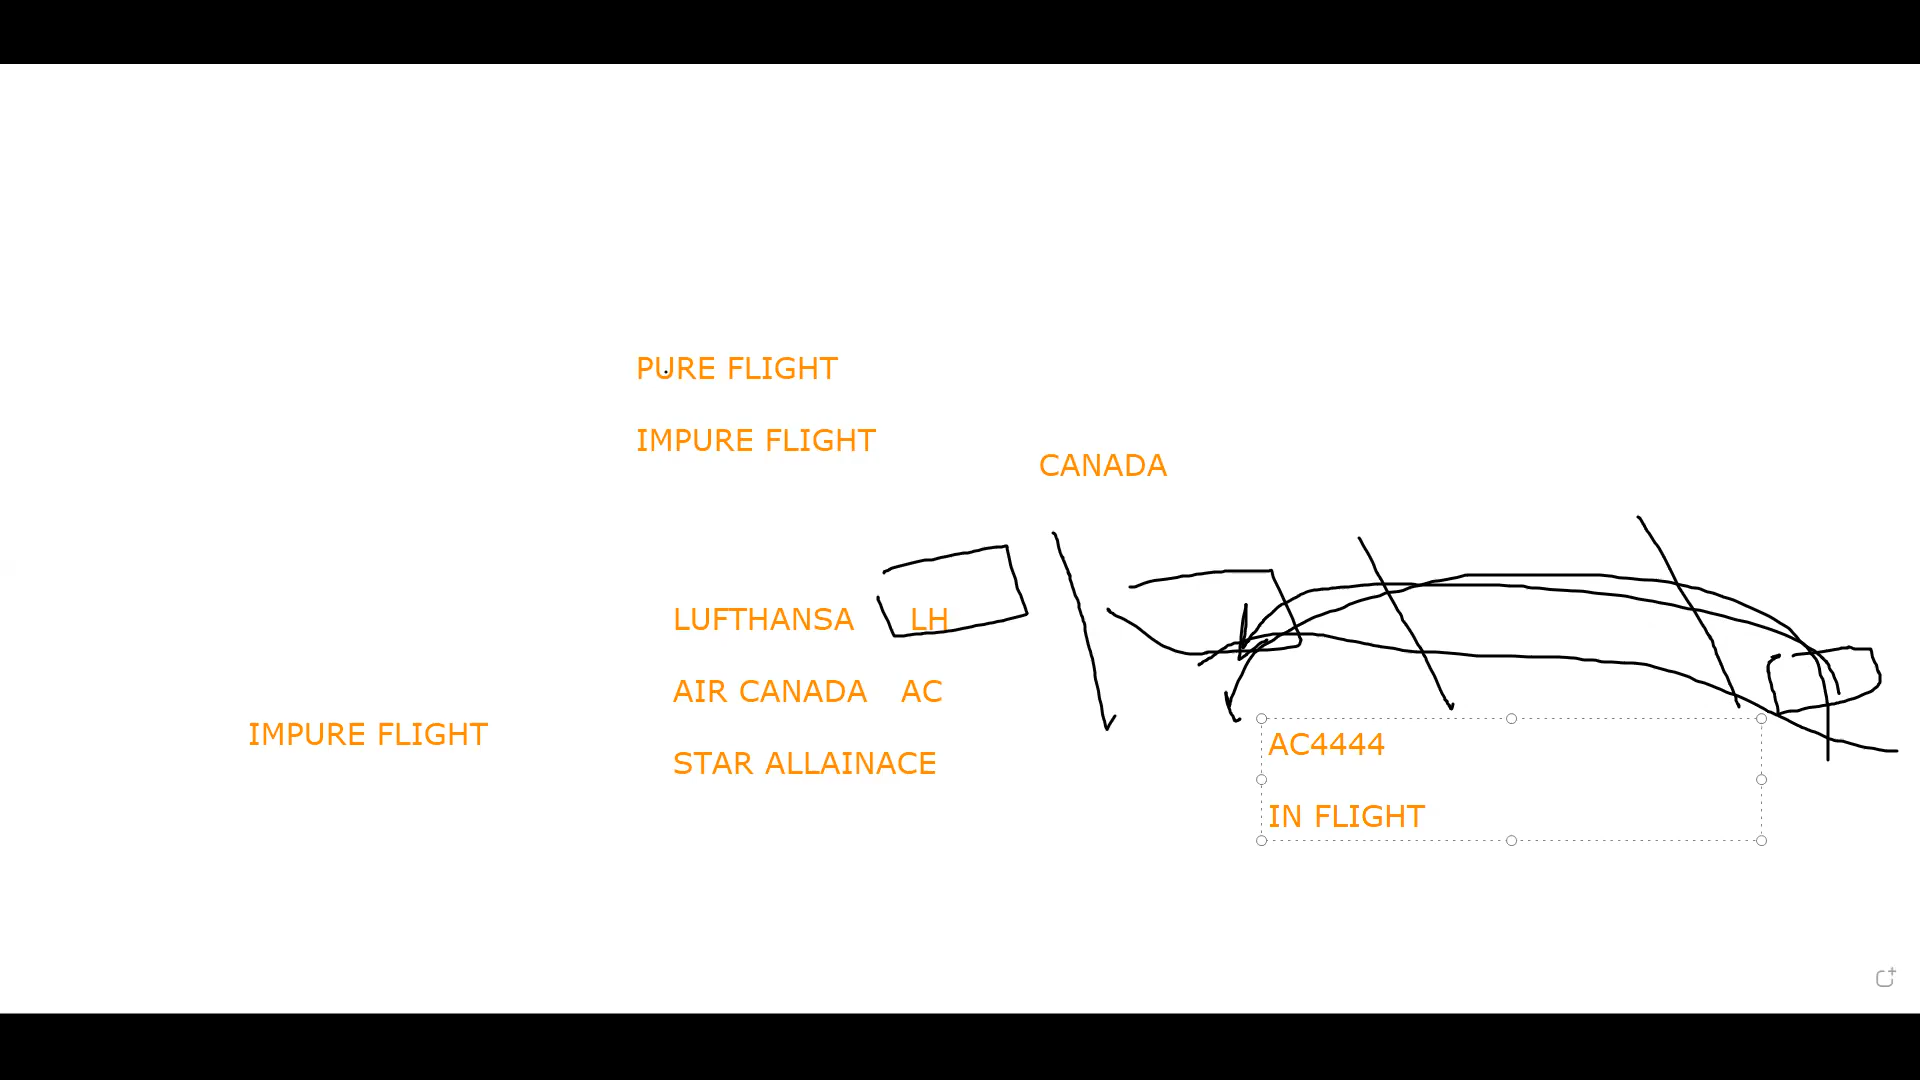 PURE FLIGHT
IMPURE FLIGHT
CANADA
LUFTHANSA LH
AIR CANADA AC
STAR ALLAINACE
IMPURE FLIGHT
AC4444
IN FLIGHT